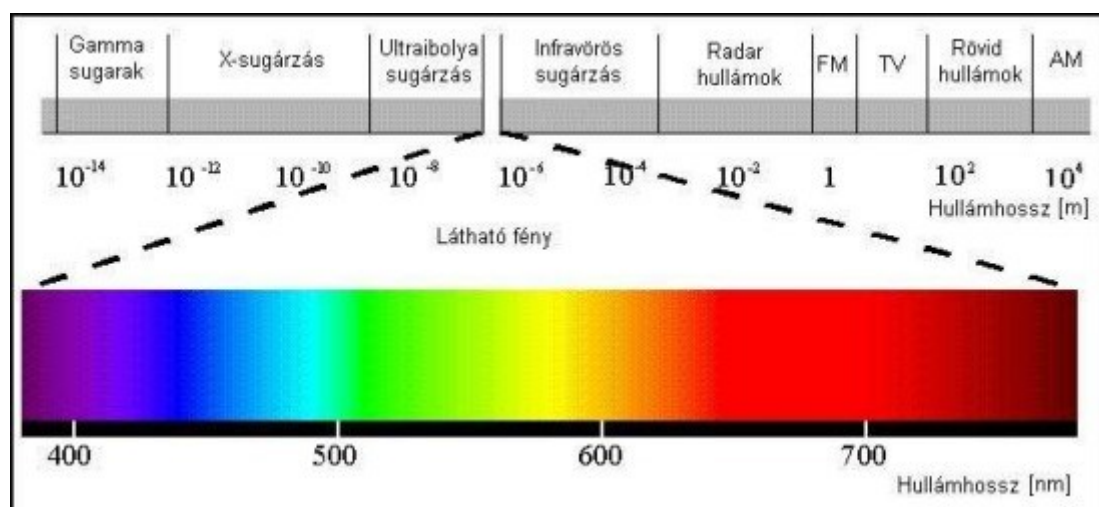 Gamma sugarak
X-sugárzás
Ultraibolya sugárzás
Infravörös sugárzás
Radar hullámok
FM
TV
Rövid hullámok
AM
10⁻¹⁴ 10⁻¹² 10⁻¹⁰ 10⁻⁸ 10⁻⁶ 10⁻⁴ 10⁻² 1 10² 10⁴
Hullámhossz [m]
Látható fény
400 500 600 700
Hullámhossz [nm]